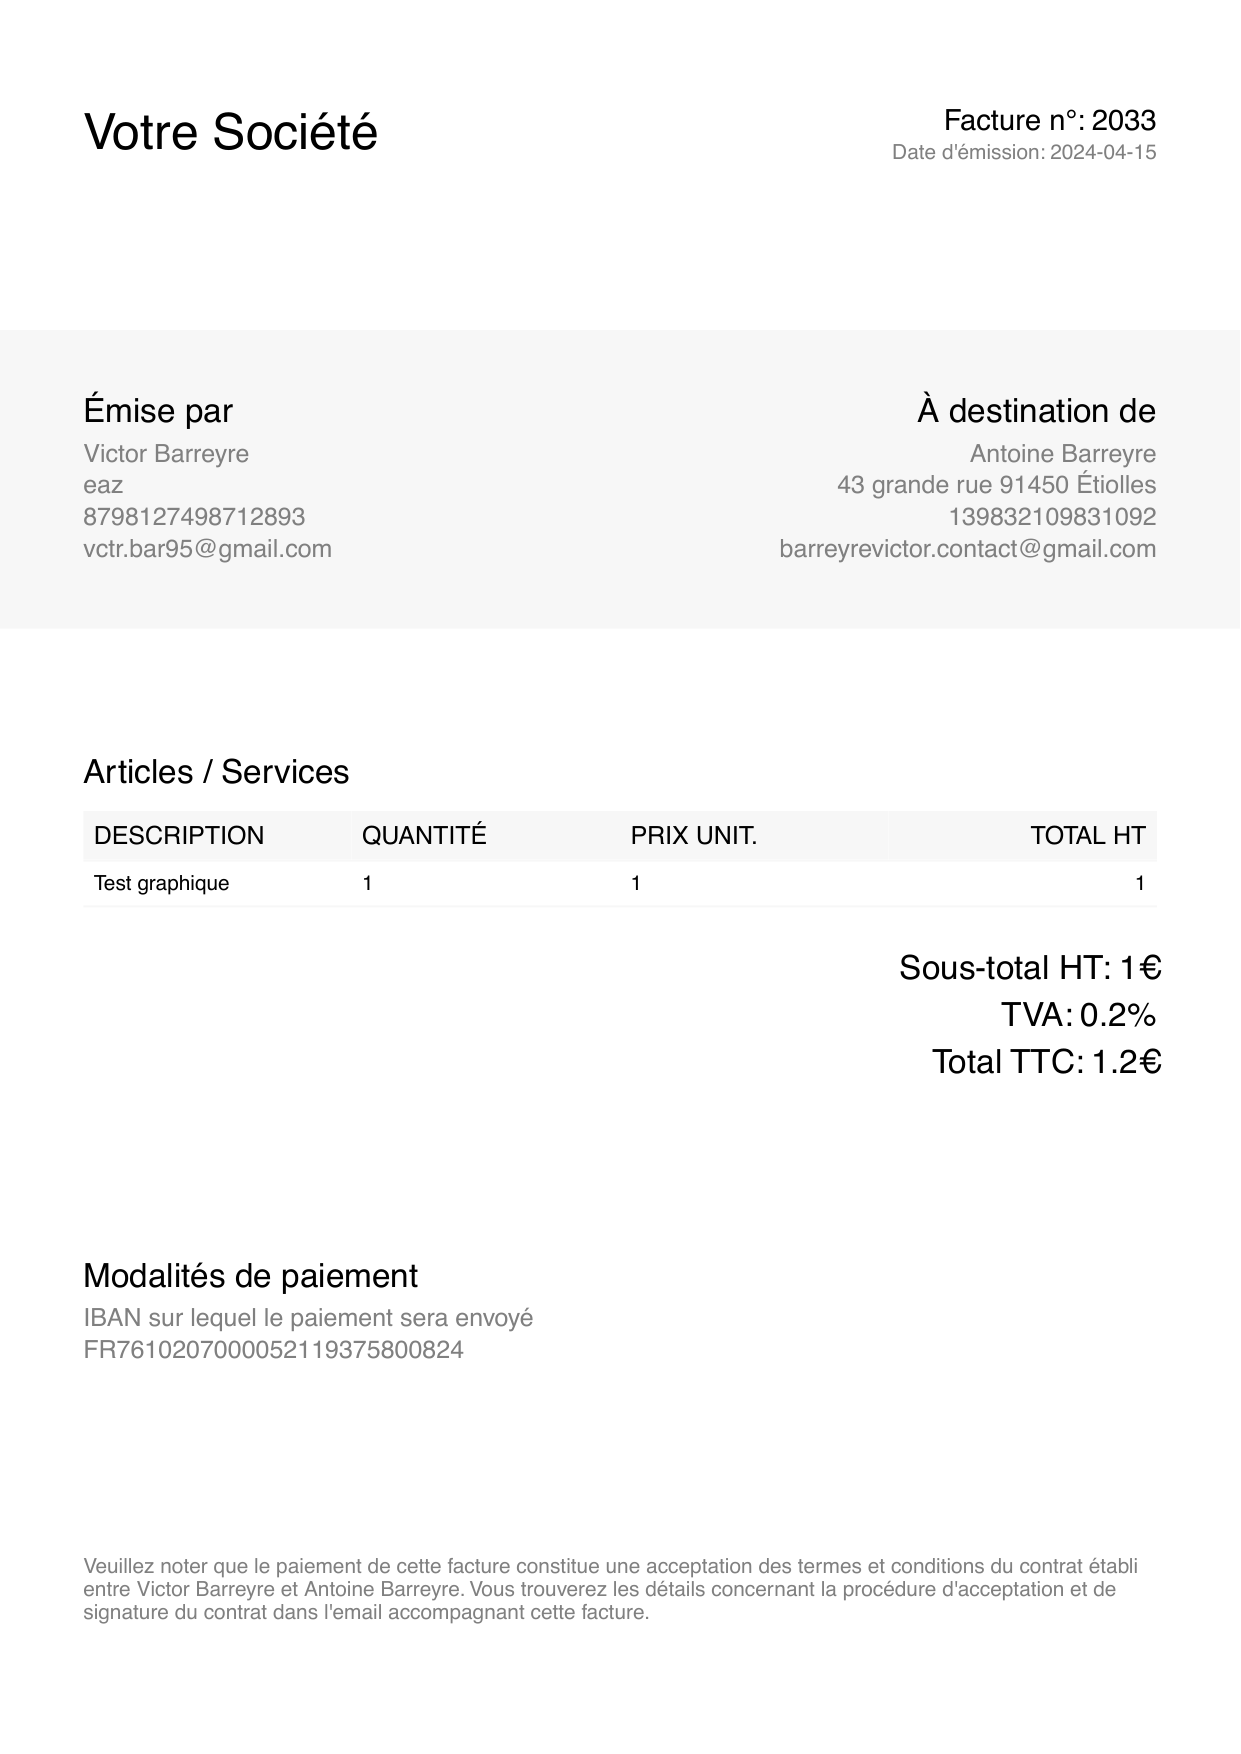 Votre Société
Facture n°: 2033
Date d'émission: 2024-04-15
Émise par
Victor Barreyre
eaz
8798127498712893
vctr.bar95@gmail.com
À destination de
Antoine Barreyre
43 grande rue 91450 Étiolles
139832109831092
barreyrevictor.contact@gmail.com
Articles / Services
DESCRIPTION QUANTITÉ PRIX UNIT. TOTAL HT
Test graphique 1 1 1
Sous-total HT: 1€
TVA: 0.2%
Total TTC: 1.2€
Modalités de paiement
IBAN sur lequel le paiement sera envoyé
FR7610207000052119375800824
Veuillez noter que le paiement de cette facture constitue une acceptation des termes et conditions du contrat établi
entre Victor Barreyre et Antoine Barreyre. Vous trouverez les détails concernant la procédure d'acceptation et de
signature du contrat dans l'email accompagnant cette facture.